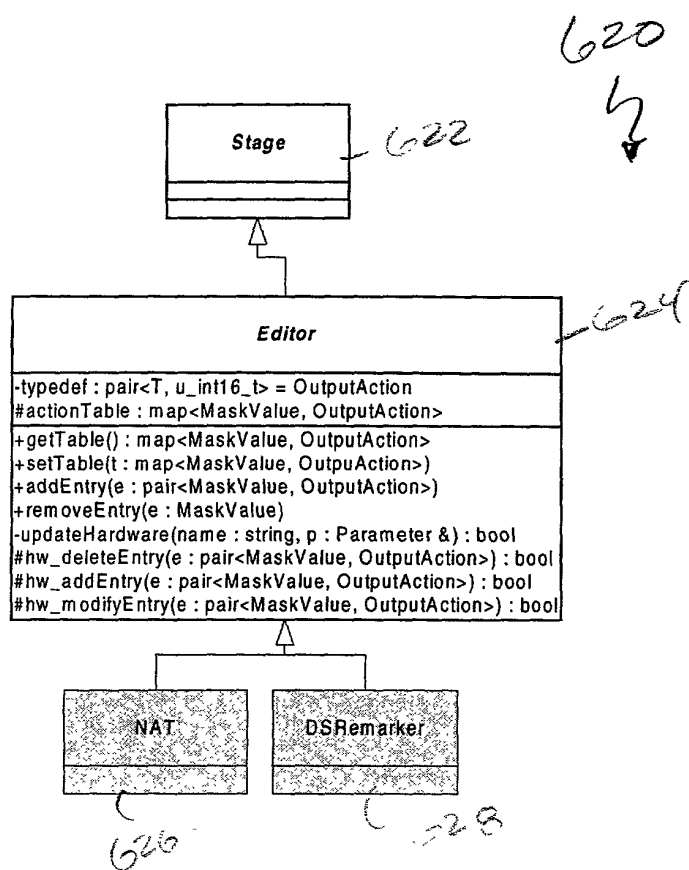 620
Stage
622
Editor
624
-typedef : pair<T, u_int16_t> = OutputAction
#actionTable : map<MaskValue, OutputAction>
+getTable() : map<MaskValue, OutputAction>
+setTable(t : map<MaskValue, OutputAction>)
+addEntry(e : pair<MaskValue, OutputAction>)
+removeEntry(e : MaskValue)
-updateHardware(name : string, p : Parameter &) : bool
#hw_deleteEntry(e : pair<MaskValue, OutputAction>) : bool
#hw_addEntry(e : pair<MaskValue, OutputAction>) : bool
#hw_modifyEntry(e : pair<MaskValue, OutputAction>) : bool
NAT
DSRemarker
626